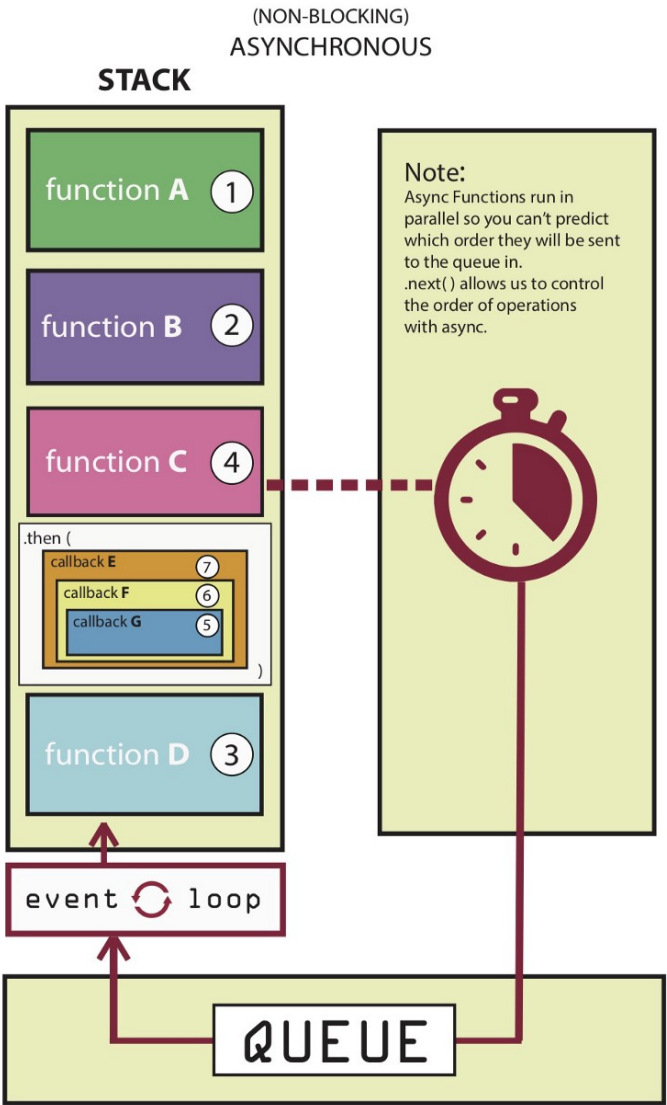 (NON-BLOCKING)
ASYNCHRONOUS
STACK
function A 1
function B 2
function C 4
.then (
callback E 7
callback F 6
callback G 5
)
function D 3
event loop
QUEUE
Note:
Async Functions run in
parallel so you can't predict
which order they will be sent
to the queue in.
.next( ) allows us to control
the order of operations
with async.